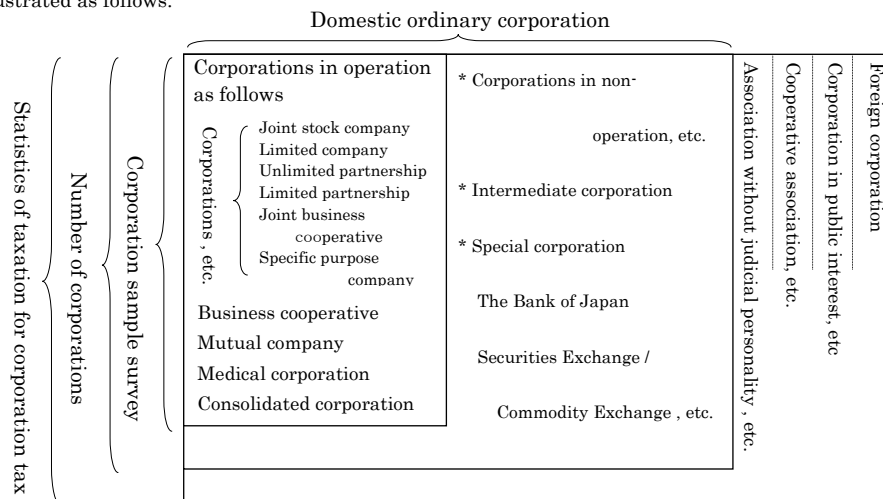 ustrated as follows.
Domestic ordinary corporation
Statistics of taxation for corporation tax
Number of corporations
Corporation sample survey
Corporations in operation
as follows
Corporations , etc.
Joint stock company
Limited company
Unlimited partnership
Limited partnership
Joint business
cooperative
Specific purpose
company
Business cooperative
Mutual company
Medical corporation
Consolidated corporation
* Corporations in non-
operation, etc.
* Intermediate corporation
* Special corporation
The Bank of Japan
Securities Exchange /
Commodity Exchange , etc.
Association without judicial personality , etc.
Cooperative association, etc.
Corporation in public interest, etc
Foreign corporation